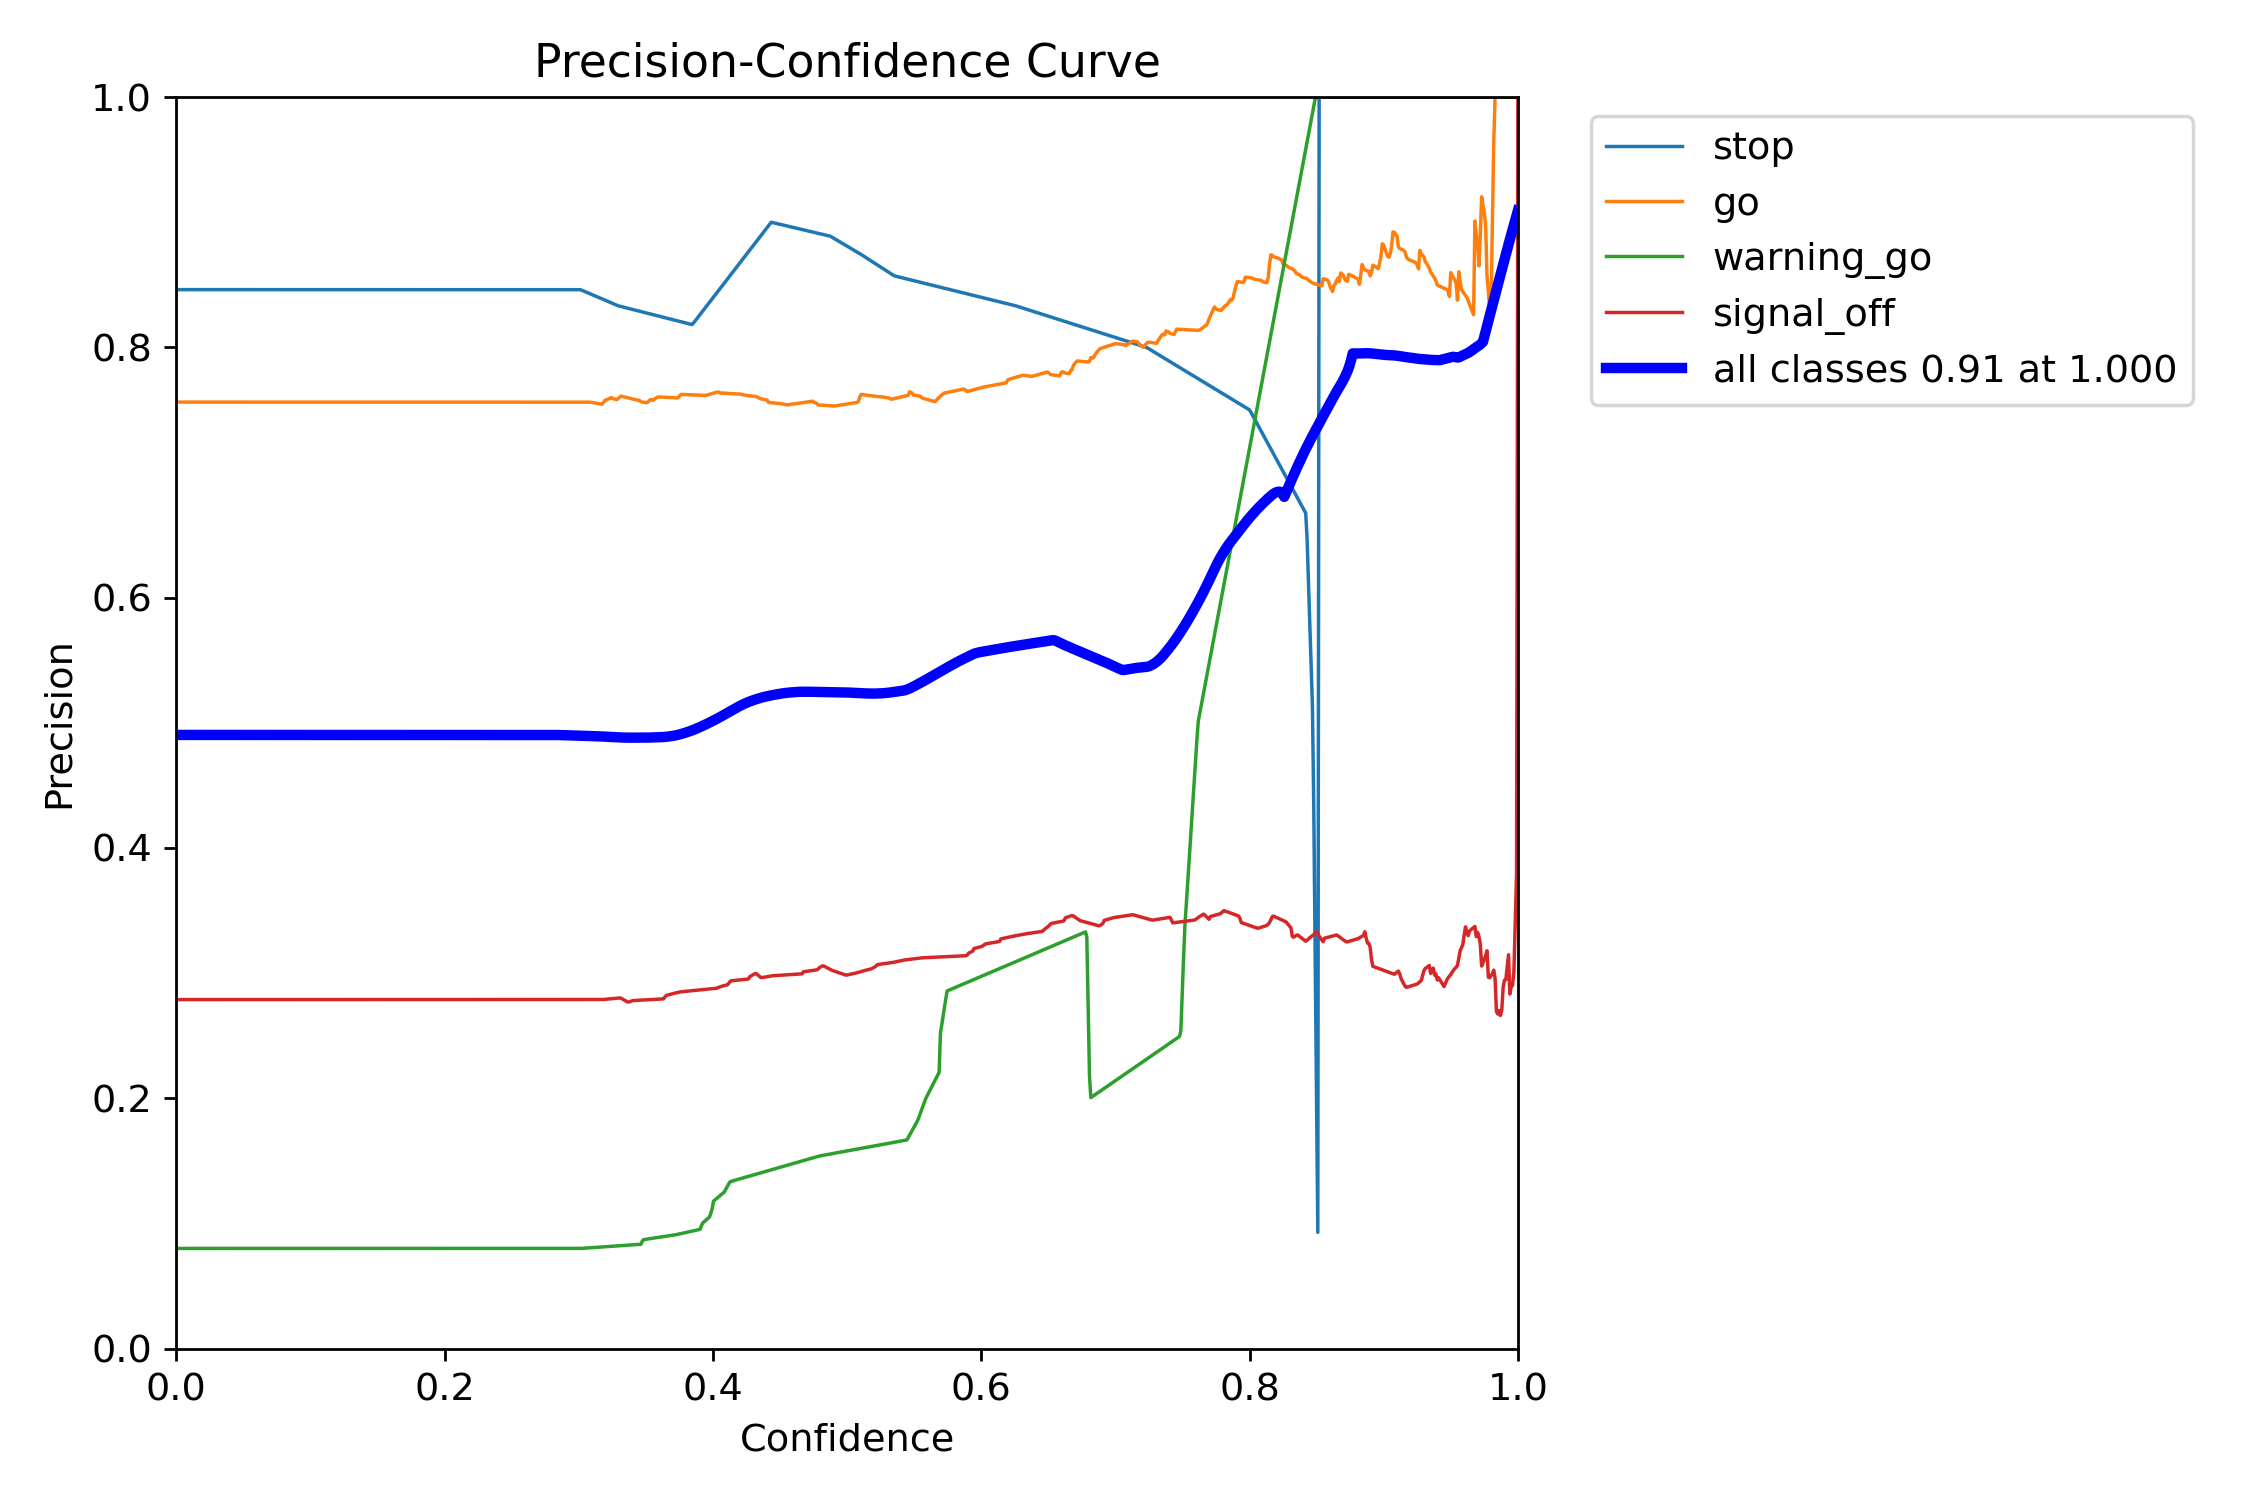 Precision-Confidence Curve
1.0
0.8
0.6
0.4
0.2
0.0
Precision
0.0 0.2 0.4 0.6 0.8 1.0
Confidence
stop
go
warning_go
signal_off
all classes 0.91 at 1.000